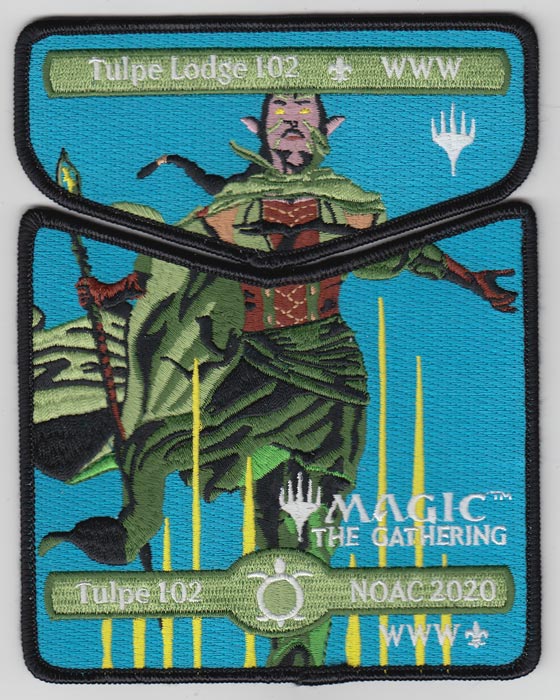 Tulpe Lodge 102 WWW
MAGIC™
THE GATHERING
Tulpe 102 NOAC 2020
WWW